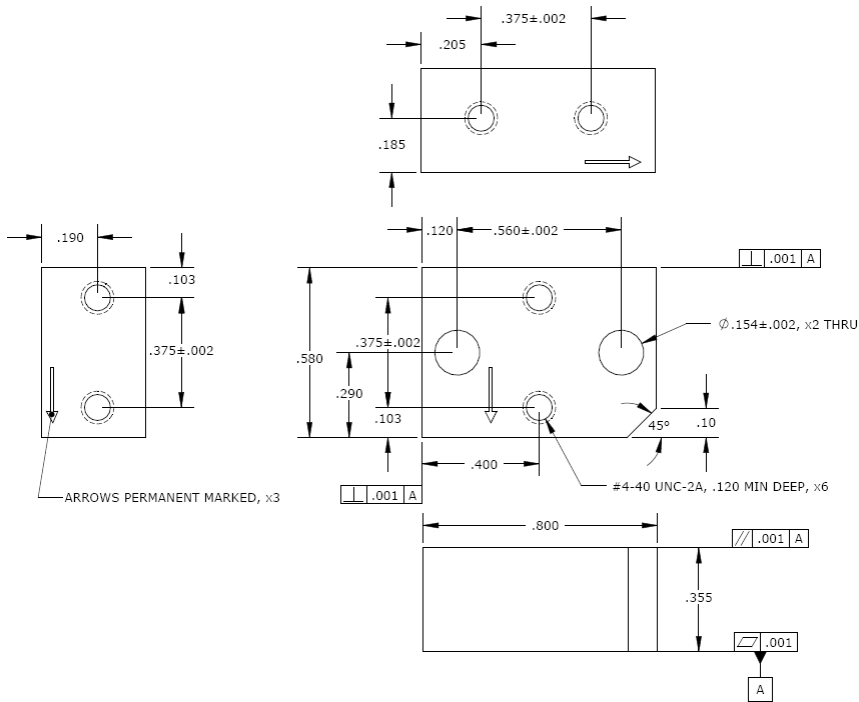 .375±.002
.205
.185
.190
.103
.375±.002
ARROWS PERMANENT MARKED, x3
.120
.560±.002
⊥ .001 A
Ø.154±.002, x2 THRU
.375±.002
.580
.290
.103
45°
.10
.400
#4-40 UNC-2A, .120 MIN DEEP, x6
⊥ .001 A
.800
// .001 A
.355
⏥ .001
A